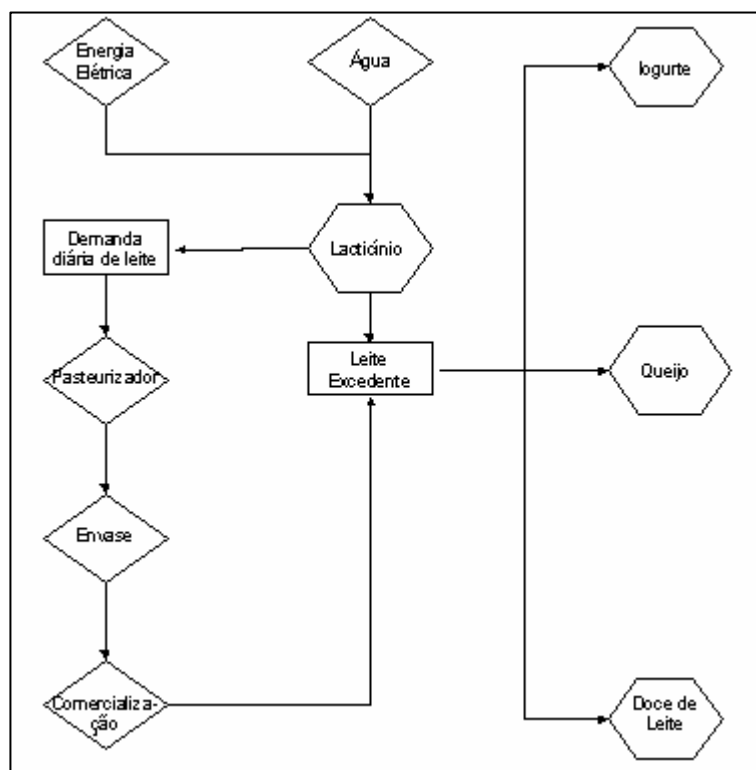 Energia
Elétrica
Água
Iogurte
Demanda
diária de leite
Lacticínio
Pasteurizador
Leite
Excedente
Queijo
Envase
Comercializa-
ção
Doce de
Leite